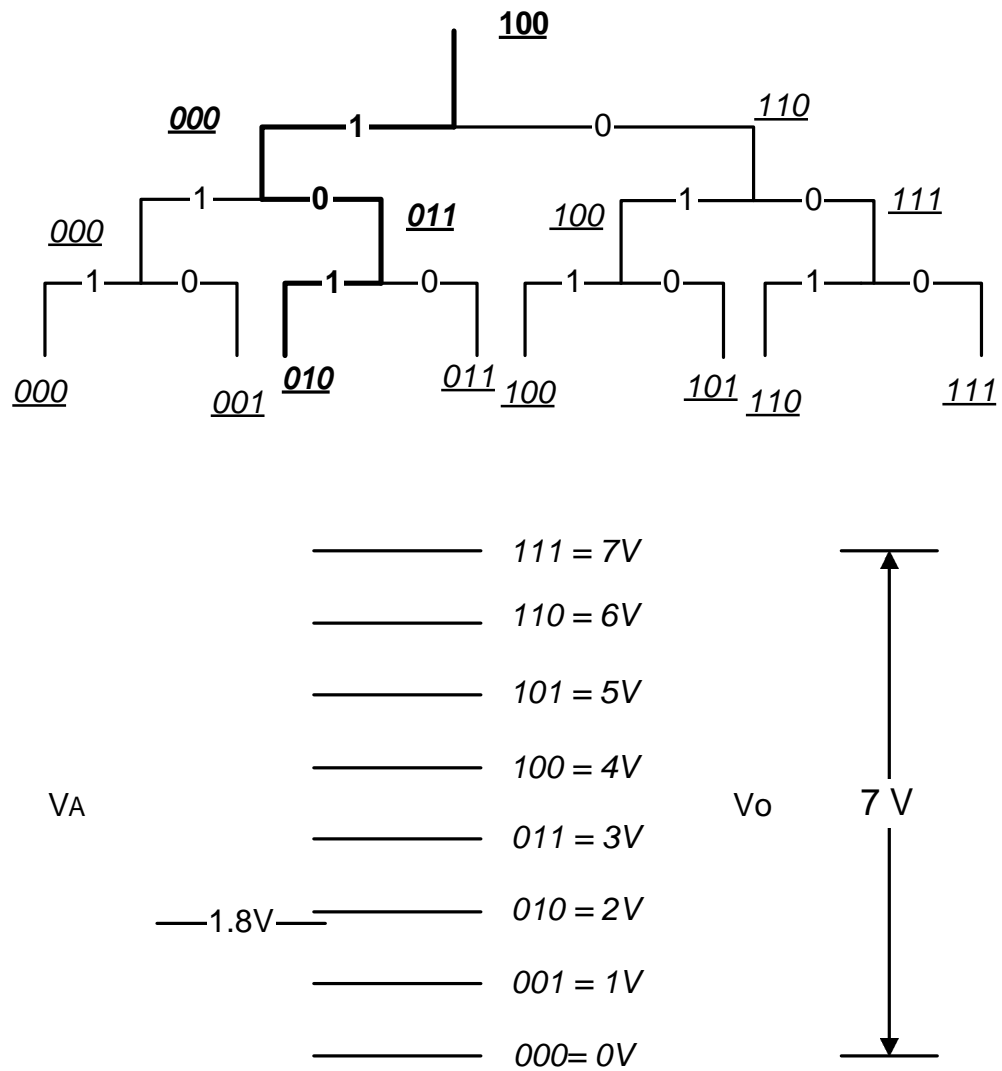 100
000 1 0 110
1 0 011 1 0 111
000 100
1 0 1 0 1 0 1 0
000 001 010 011 100 101 110 111
111 = 7V
110 = 6V
101 = 5V
100 = 4V
VA Vo 7 V
011 = 3V
1.8V 010 = 2V
001 = 1V
000= 0V